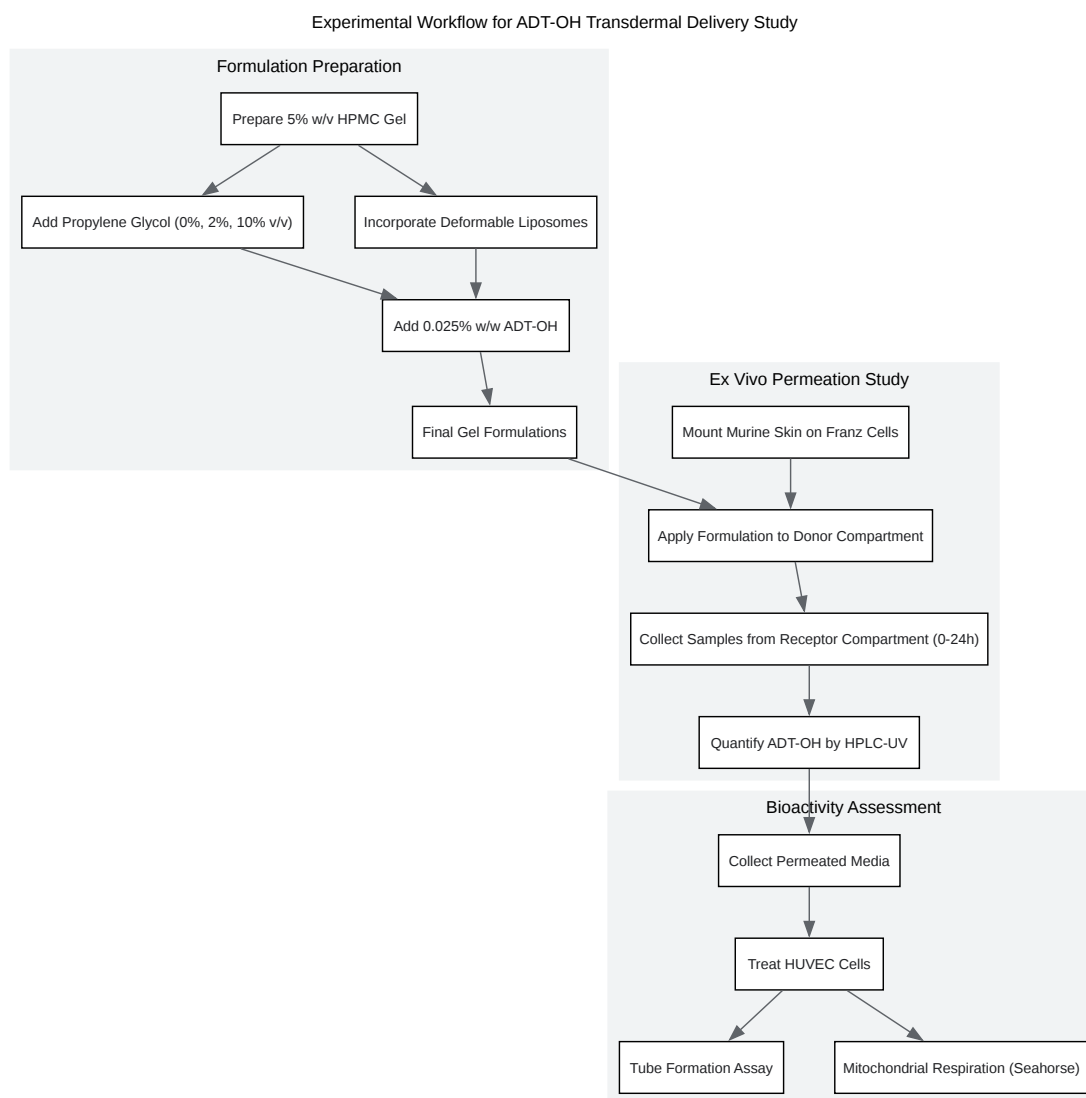 Experimental Workflow for ADT-OH Transdermal Delivery Study
Formulation Preparation
Prepare 5% w/v HPMC Gel
Add Propylene Glycol (0%, 2%, 10% v/v)
Incorporate Deformable Liposomes
Add 0.025% w/w ADT-OH
Final Gel Formulations
Ex Vivo Permeation Study
Mount Murine Skin on Franz Cells
Apply Formulation to Donor Compartment
Collect Samples from Receptor Compartment (0-24h)
Quantify ADT-OH by HPLC-UV
Bioactivity Assessment
Collect Permeated Media
Treat HUVEC Cells
Tube Formation Assay
Mitochondrial Respiration (Seahorse)